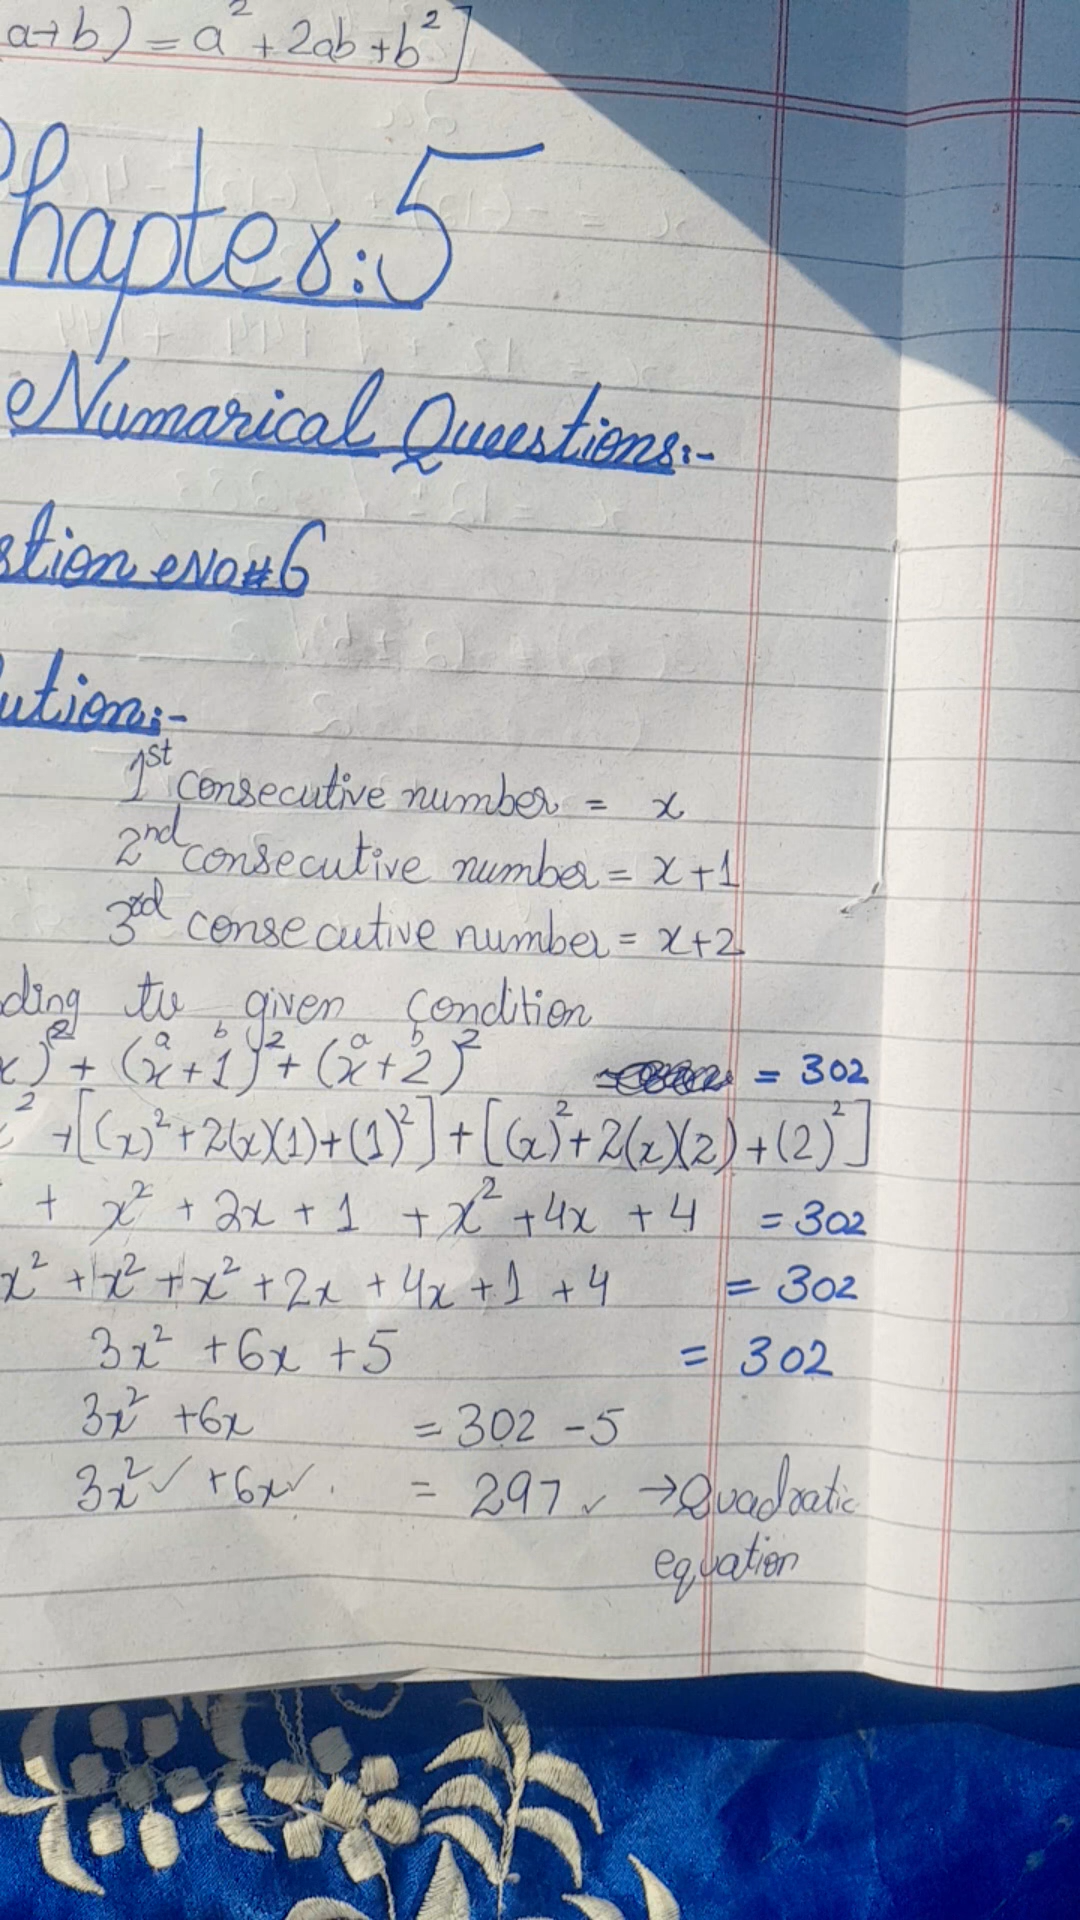 a+b) = a² + 2ab + b²]
hapter:5
Numarical Queestions:-
stion No#6
ution:-
1st consecutive number = x
2nd consecutive number = x+1
3rd consecutive number = x+2
ding to given condition
x)² + (x+1)² + (x+2)² = 302
a b a b
² + [(x)² + 2(x)(1) + (1)²] + [(x)² + 2(x)(2) + (2)²]
+ x² + 2x + 1 + x² + 4x + 4 = 302
x² + x² + x² + 2x + 4x + 1 + 4 = 302
3x² + 6x + 5 = 302
3x² + 6x = 302 - 5
3x² ✓ + 6x ✓ . = 297 ✓ → Quadratic
equation